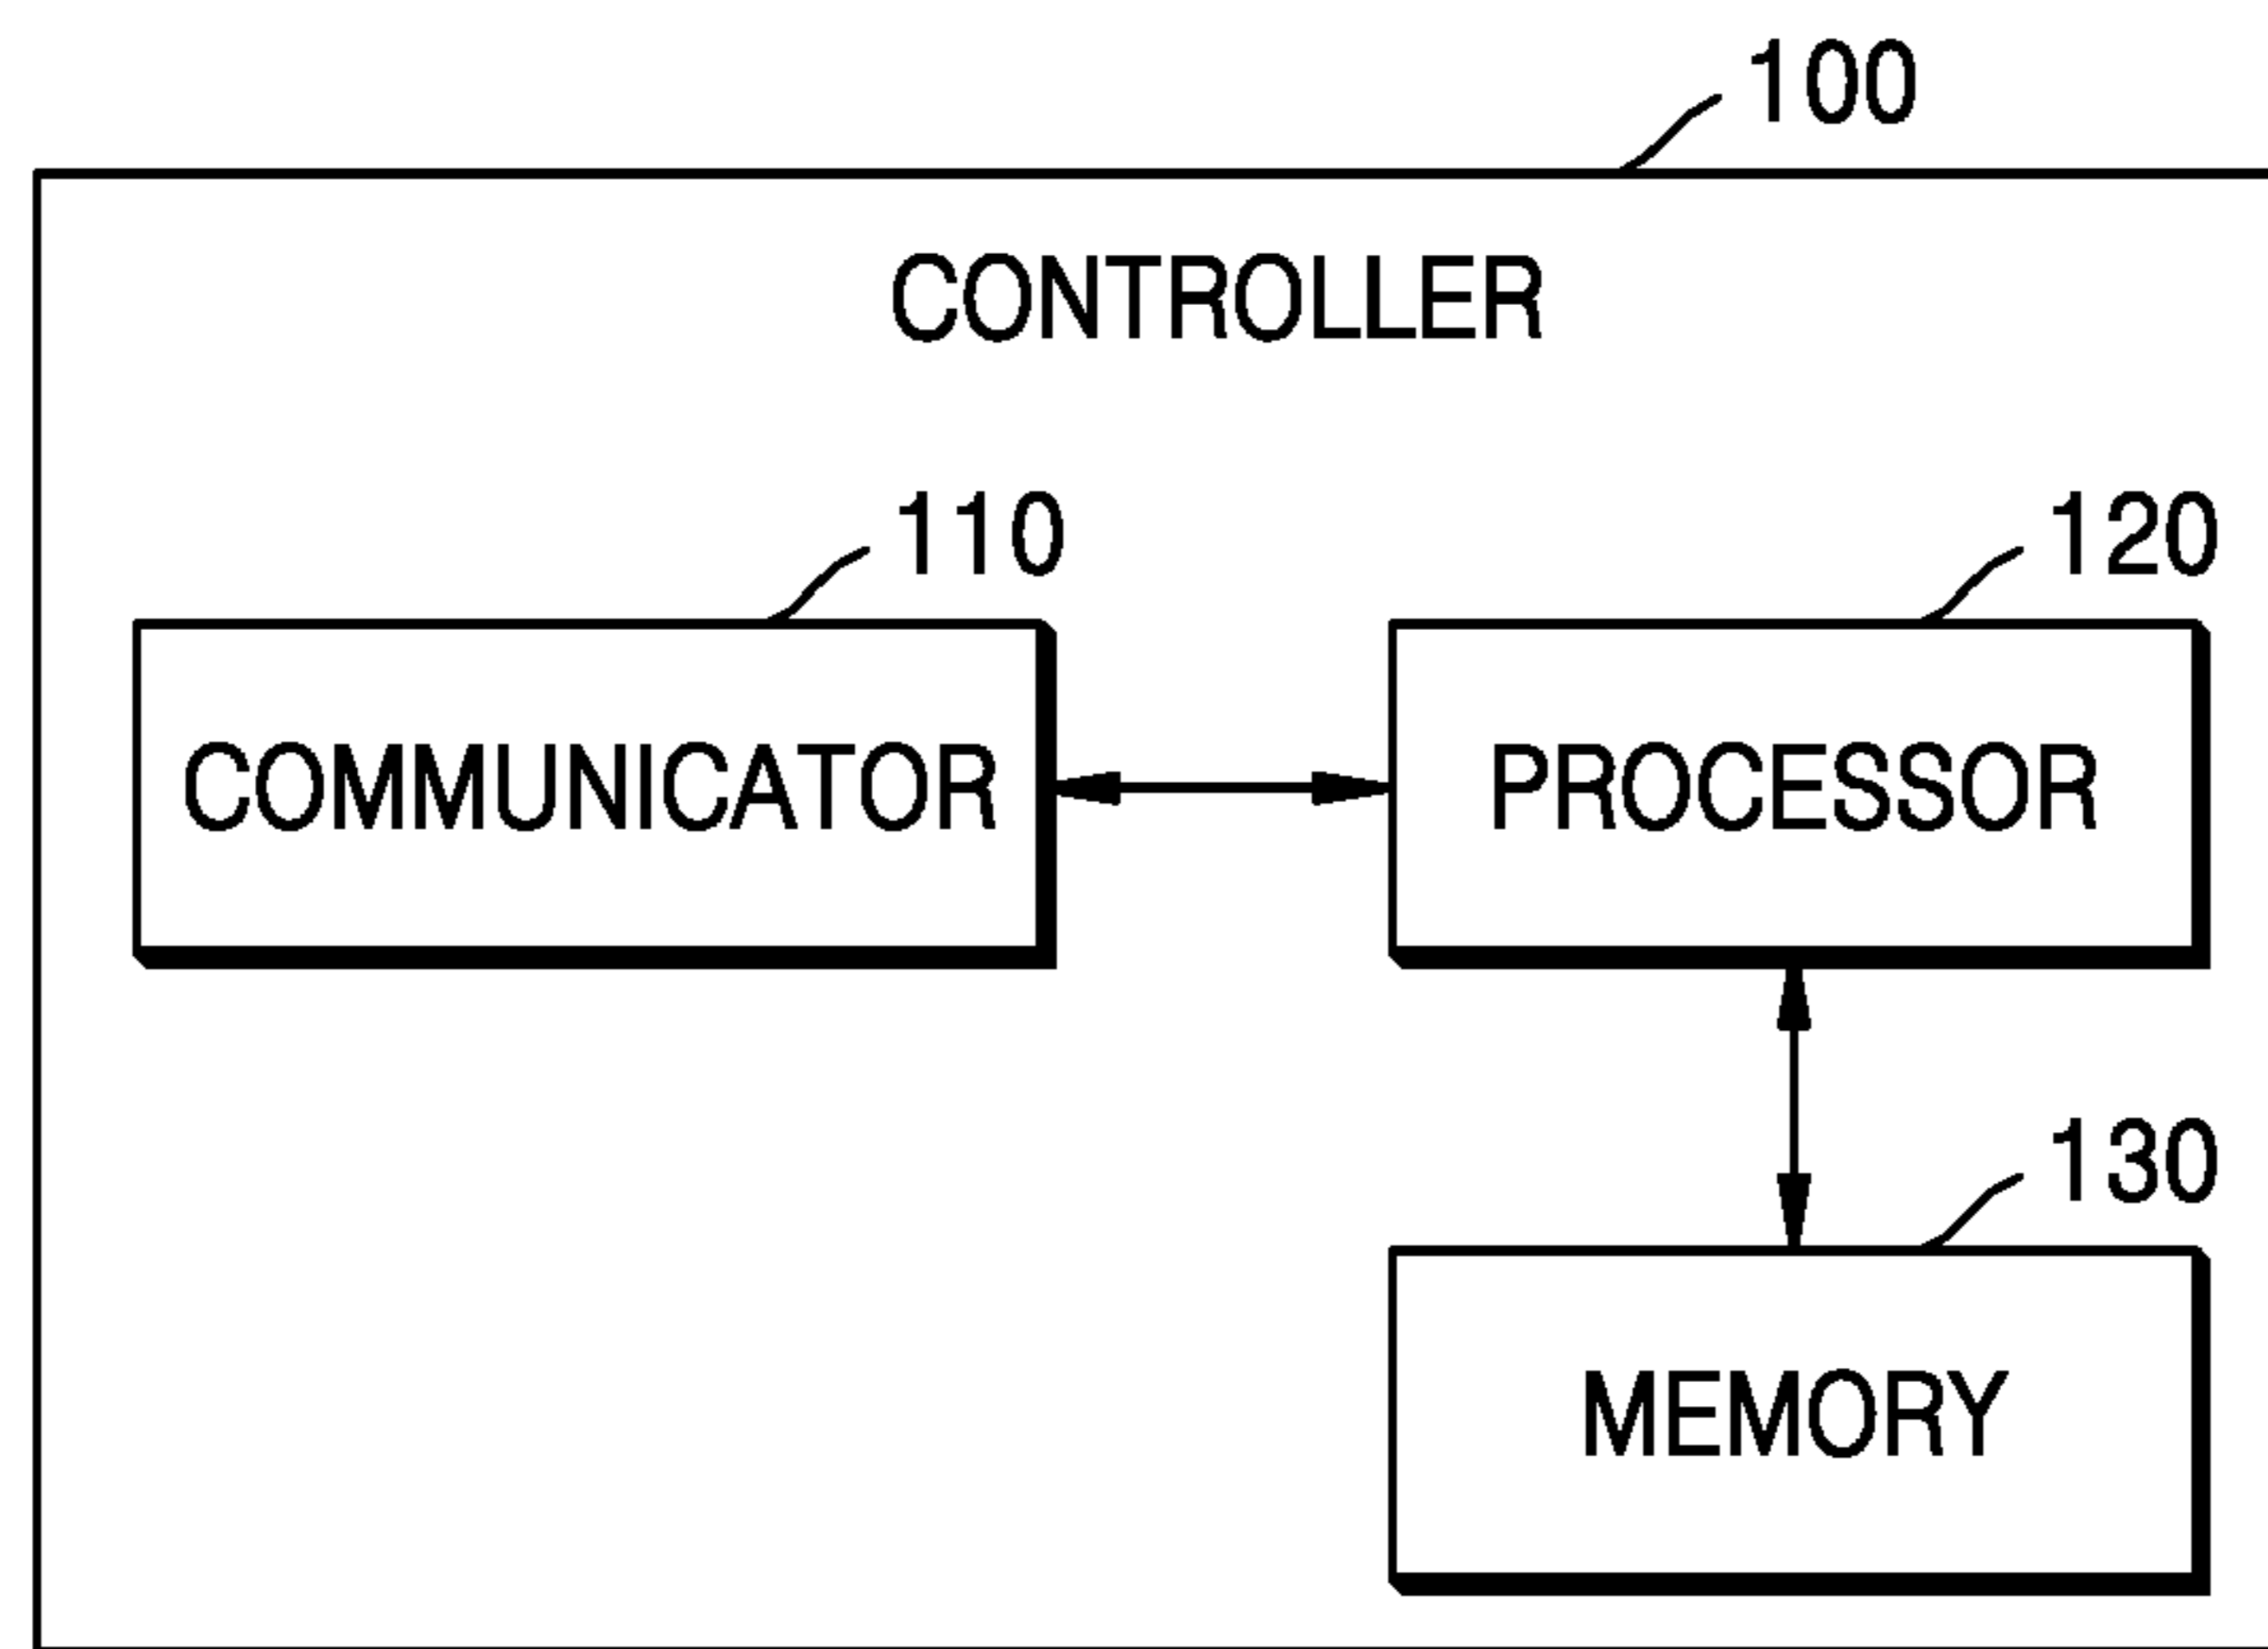 100
CONTROLLER
110
120
COMMUNICATOR
PROCESSOR
130
MEMORY